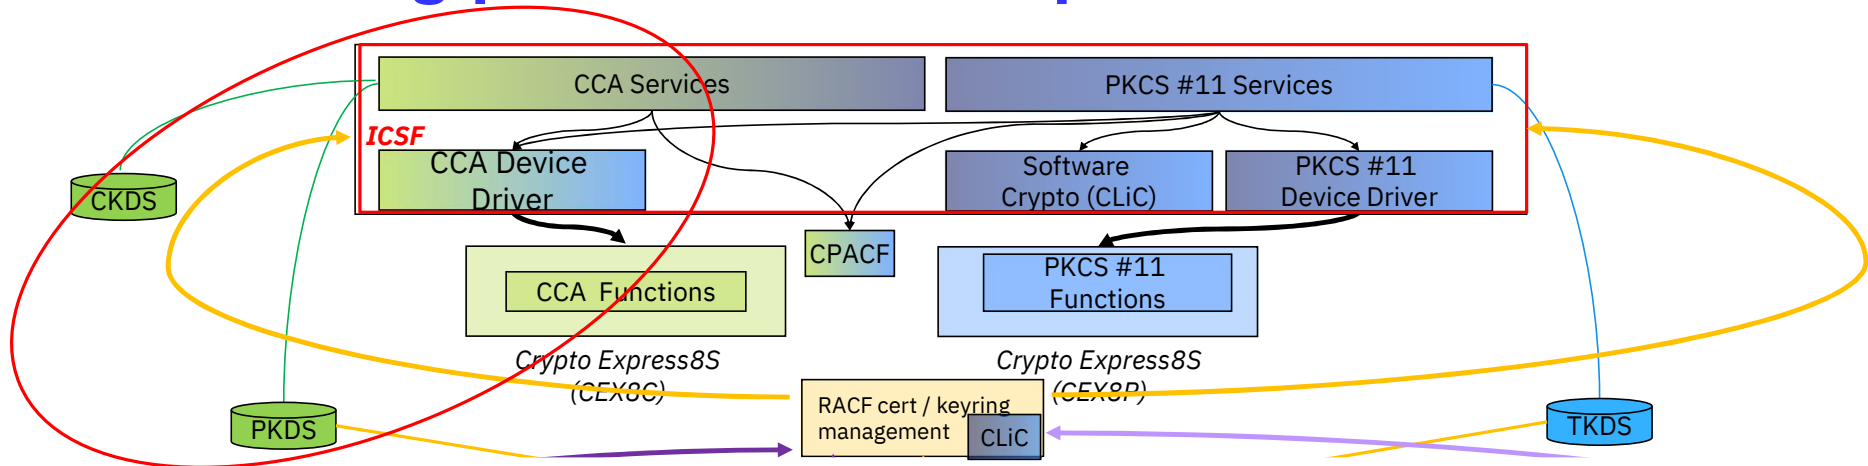 CCA Services
PKCS #11 Services
ICSF
CCA Device
Driver
Software
Crypto (CLiC)
PKCS #11
Device Driver
CKDS
CPACF
CCA Functions
PKCS #11
Functions
Crypto Express8S
(CEX8C)
Crypto Express8S
(CEX8P)
RACF cert / keyring
management
CLiC
PKDS
TKDS